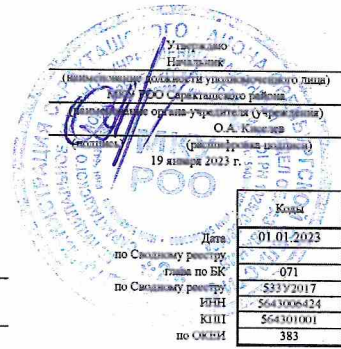 Утверждаю
Начальник
(наименование должности уполномоченного лица)
РОО Саракташского района
(наименование органа-учредителя (учреждения)
О.А. Киселев
(подпись) (расшифровка подписи)
19 января 2023 г.
РОО
Коды
Дата 01.01.2023
по Сводному реестру
глава по БК 071
по Сводному реестру 533У2017
ИНН 5643006424
КПП 564301001
по ОКЕИ 383